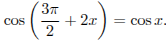 cos (3π/2 + 2x) = cos x.